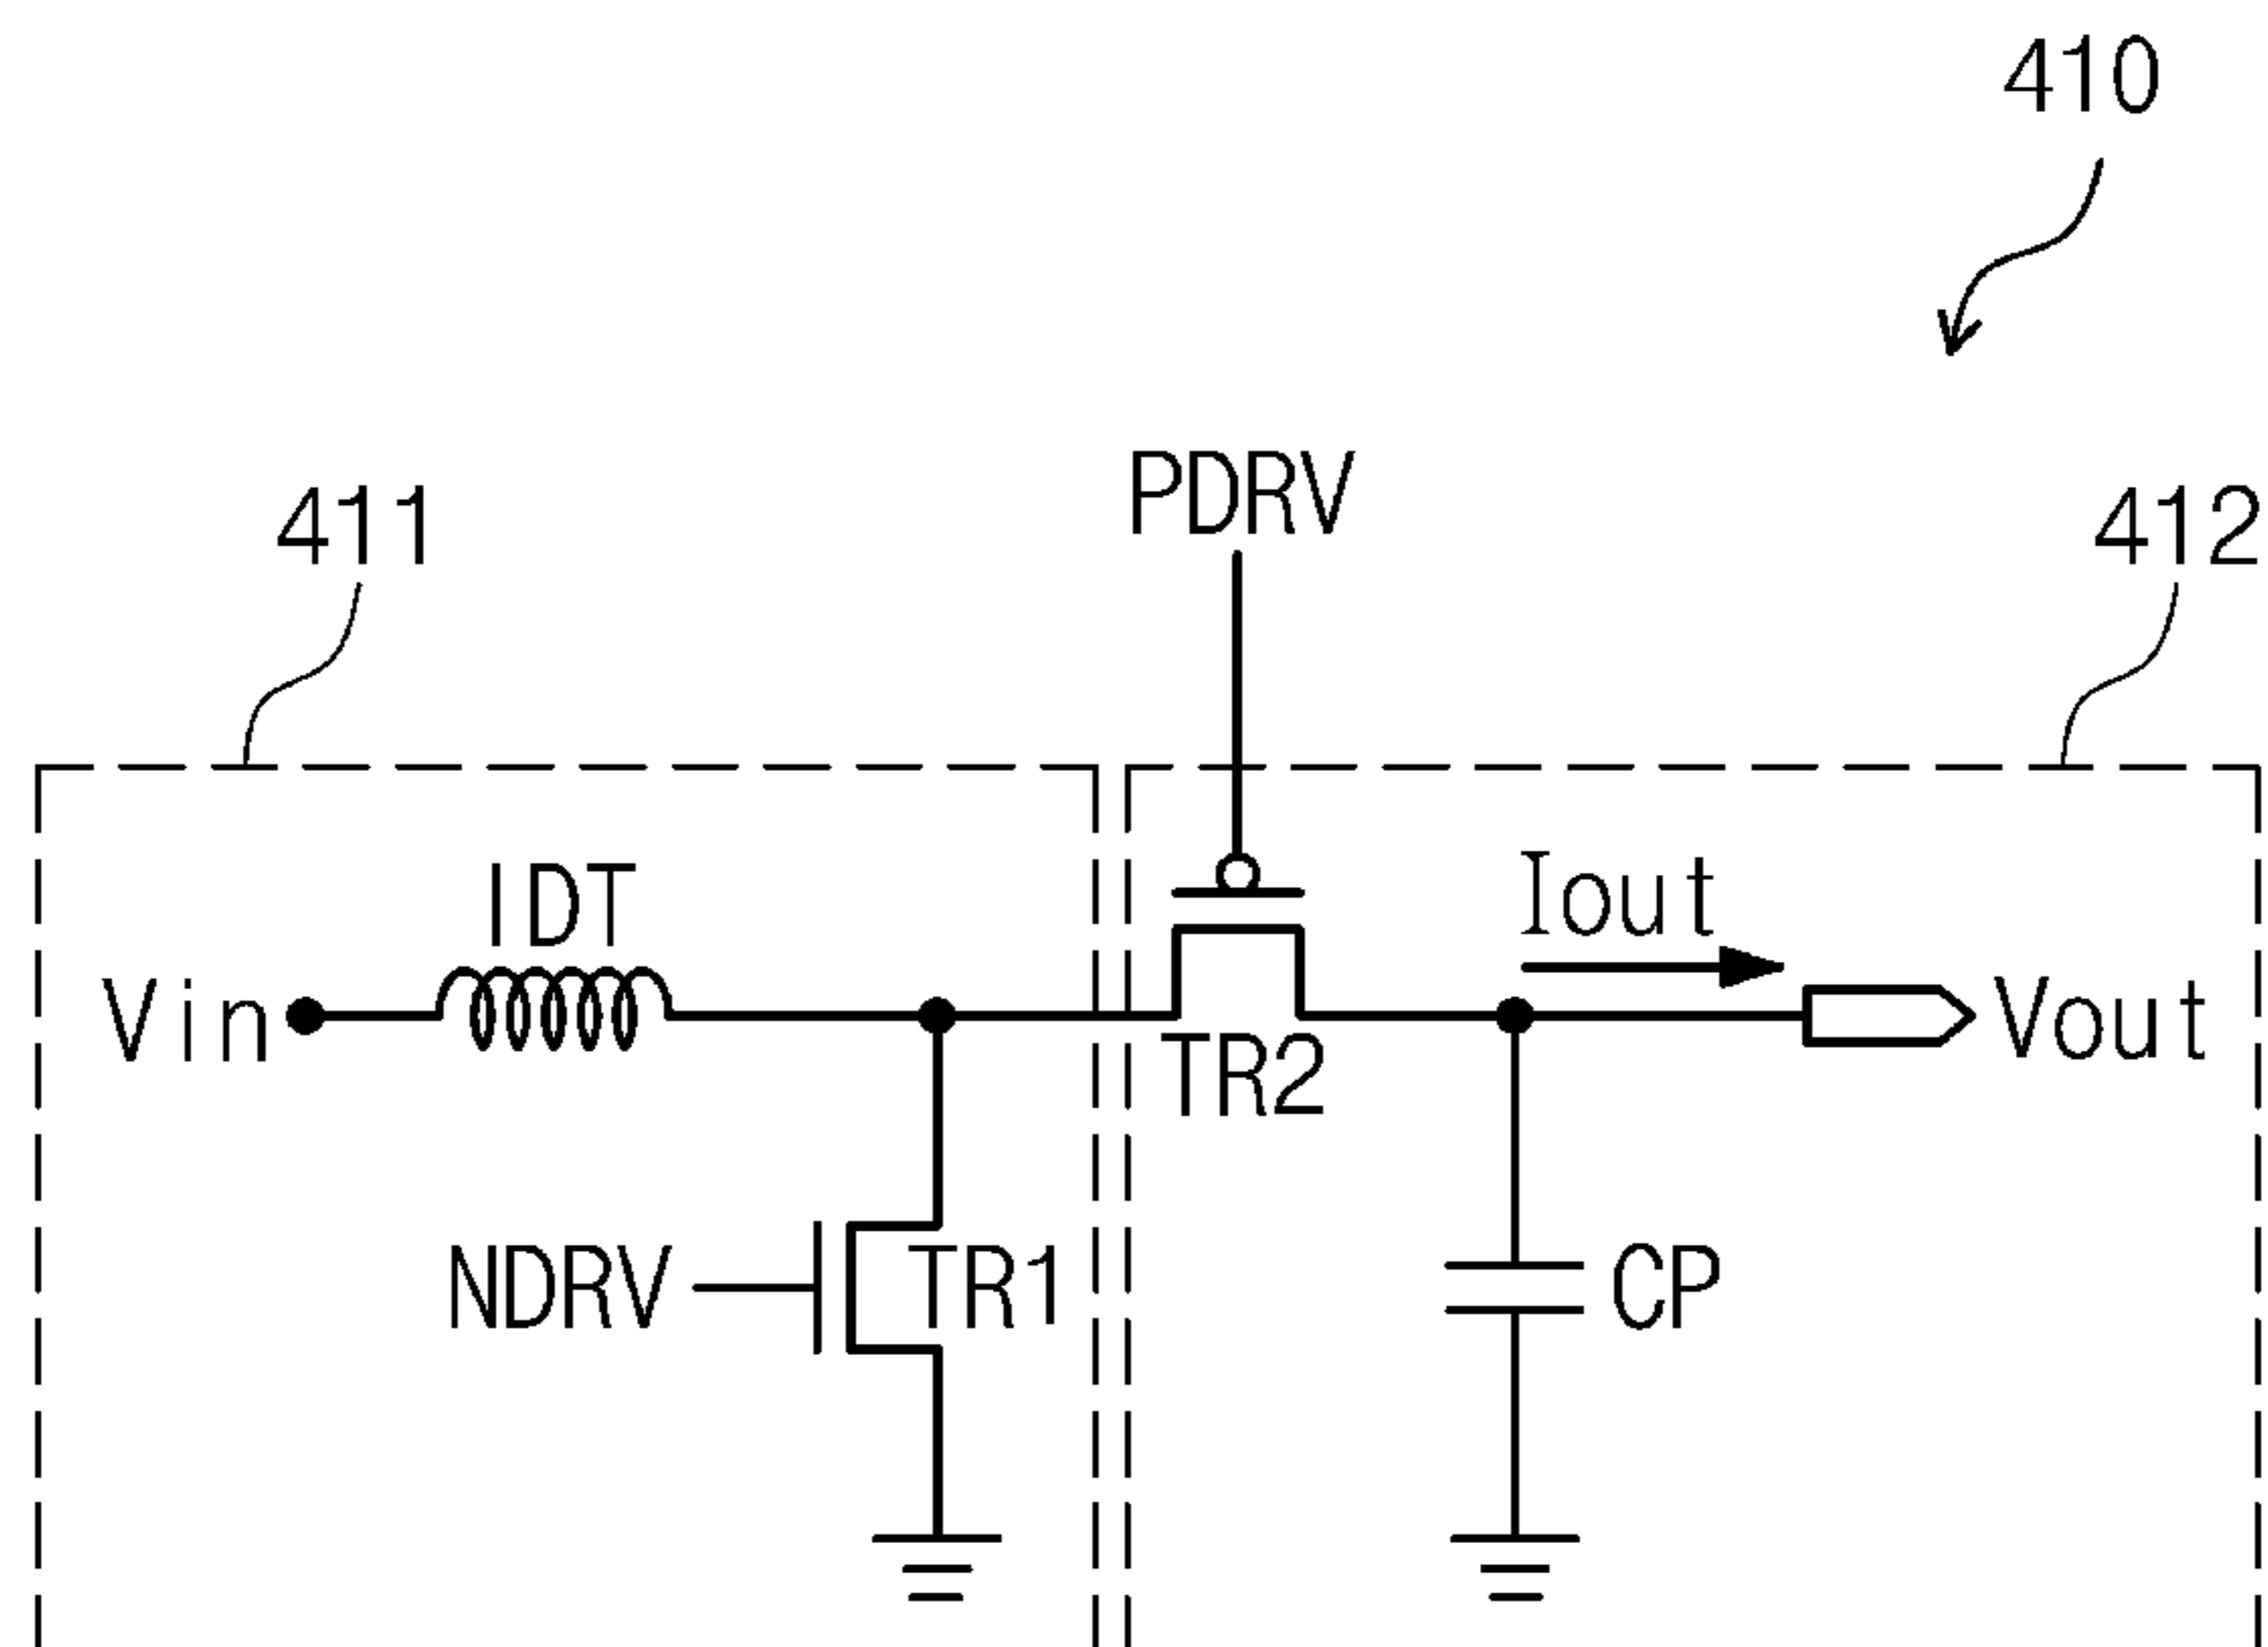 410
PDRV
411
412
IDT
Iout
Vin
Vout
TR2
NDRV
TR1
CP